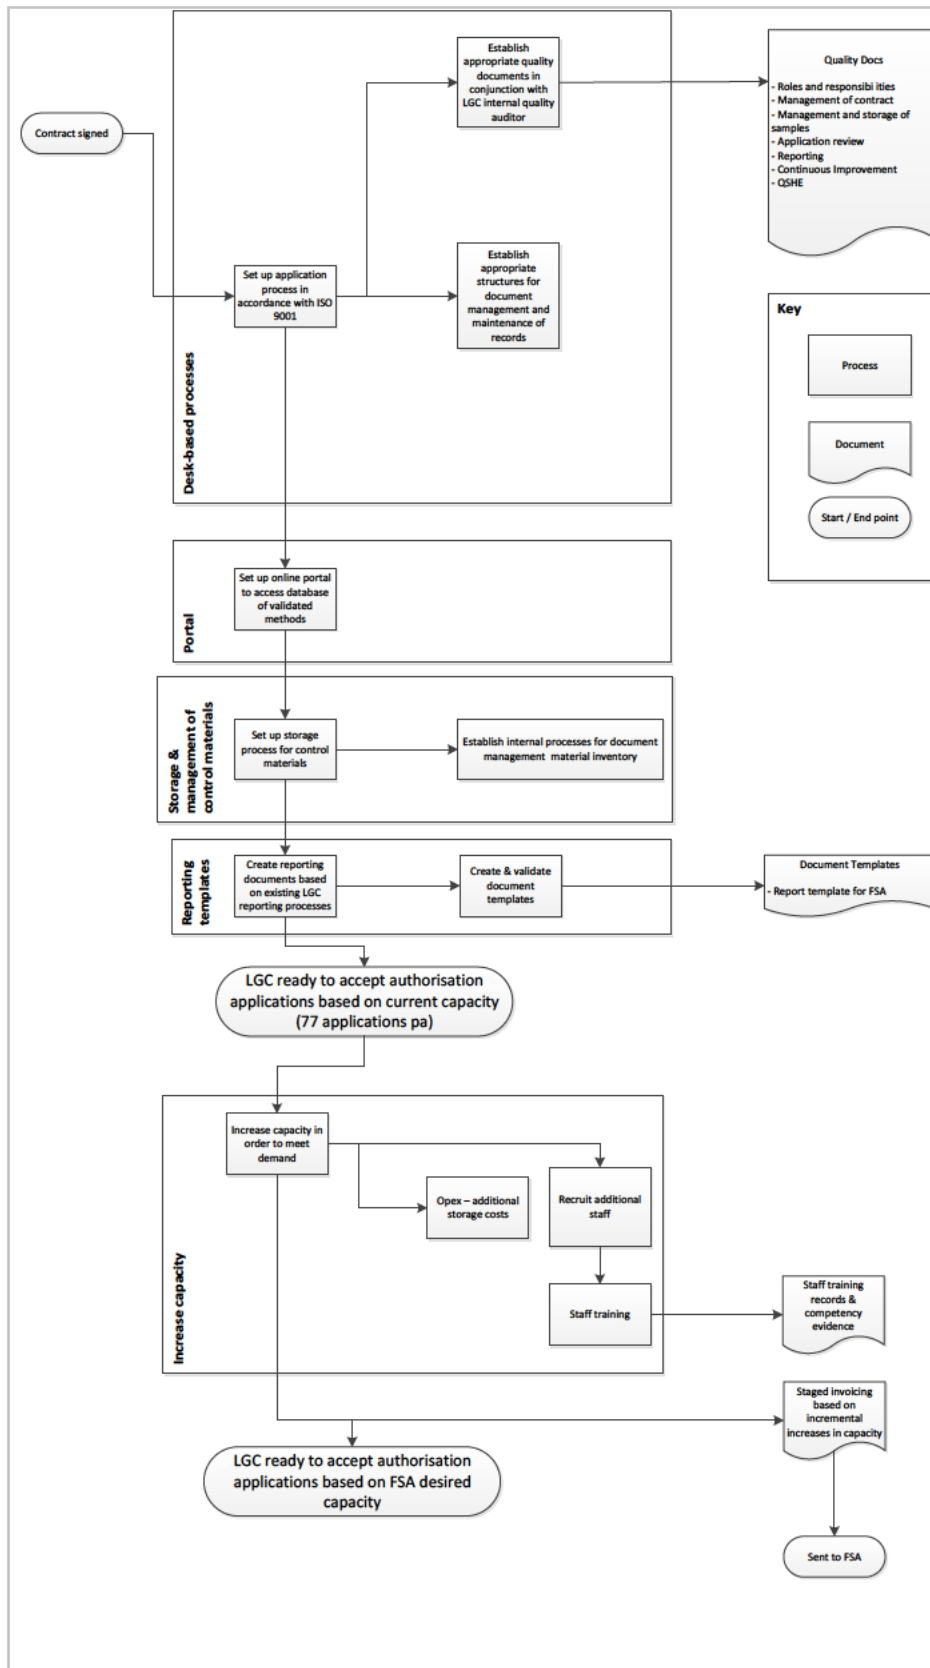 Contract signed
Establish
appropriate quality
documents in
conjunction with
LGC internal quality
auditor
Quality Docs
- Roles and responsibi ities
- Management of contract
- Management and storage of
samples
- Application review
- Reporting
- Continuous Improvement
- QSHE
Set up application
process in
accordance with ISO
9001
Establish
appropriate
structures for
document
management and
maintenance of
records
Desk-based processes
Key
Process
Document
Start / End point
Portal
Set up online portal
to access database
of validated
methods
Storage &
management of
control materials
Set up storage
process for control
materials
Establish internal processes for document
management material inventory
Reporting
templates
Create reporting
documents based
on existing LGC
reporting processes
Create & validate
document
templates
Document Templates
- Report template for FSA
LGC ready to accept authorisation
applications based on current capacity
(77 applications pa)
Increase capacity
Increase capacity in
order to meet
demand
Opex – additional
storage costs
Recruit additional
staff
Staff training
Staff training
records &
competency
evidence
Staged invoicing
based on
incremental
increases in capacity
LGC ready to accept authorisation
applications based on FSA desired
capacity
Sent to FSA